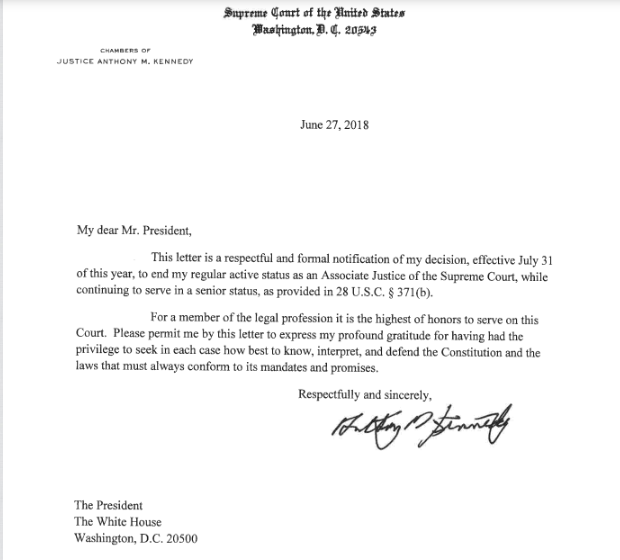 Supreme Court of the United States
Washington, D. C. 20543
CHAMBERS OF
JUSTICE ANTHONY M. KENNEDY
June 27, 2018
My dear Mr. President,
This letter is a respectful and formal notification of my decision, effective July 31
of this year, to end my regular active status as an Associate Justice of the Supreme Court, while
continuing to serve in a senior status, as provided in 28 U.S.C. § 371(b).
For a member of the legal profession it is the highest of honors to serve on this
Court. Please permit me by this letter to express my profound gratitude for having had the
privilege to seek in each case how best to know, interpret, and defend the Constitution and the
laws that must always conform to its mandates and promises.
Respectfully and sincerely,
Anthony M Kennedy
The President
The White House
Washington, D.C. 20500